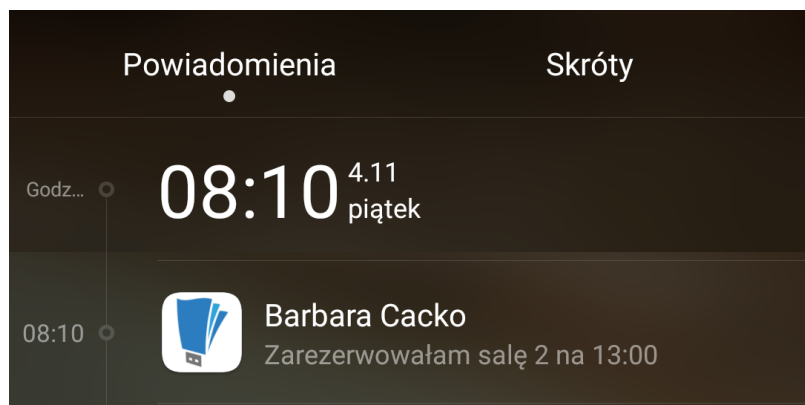 Powiadomienia Skróty
Godz... 08:10 4.11
piątek
08:10 Barbara Cacko
Zarezerwowałam salę 2 na 13:00